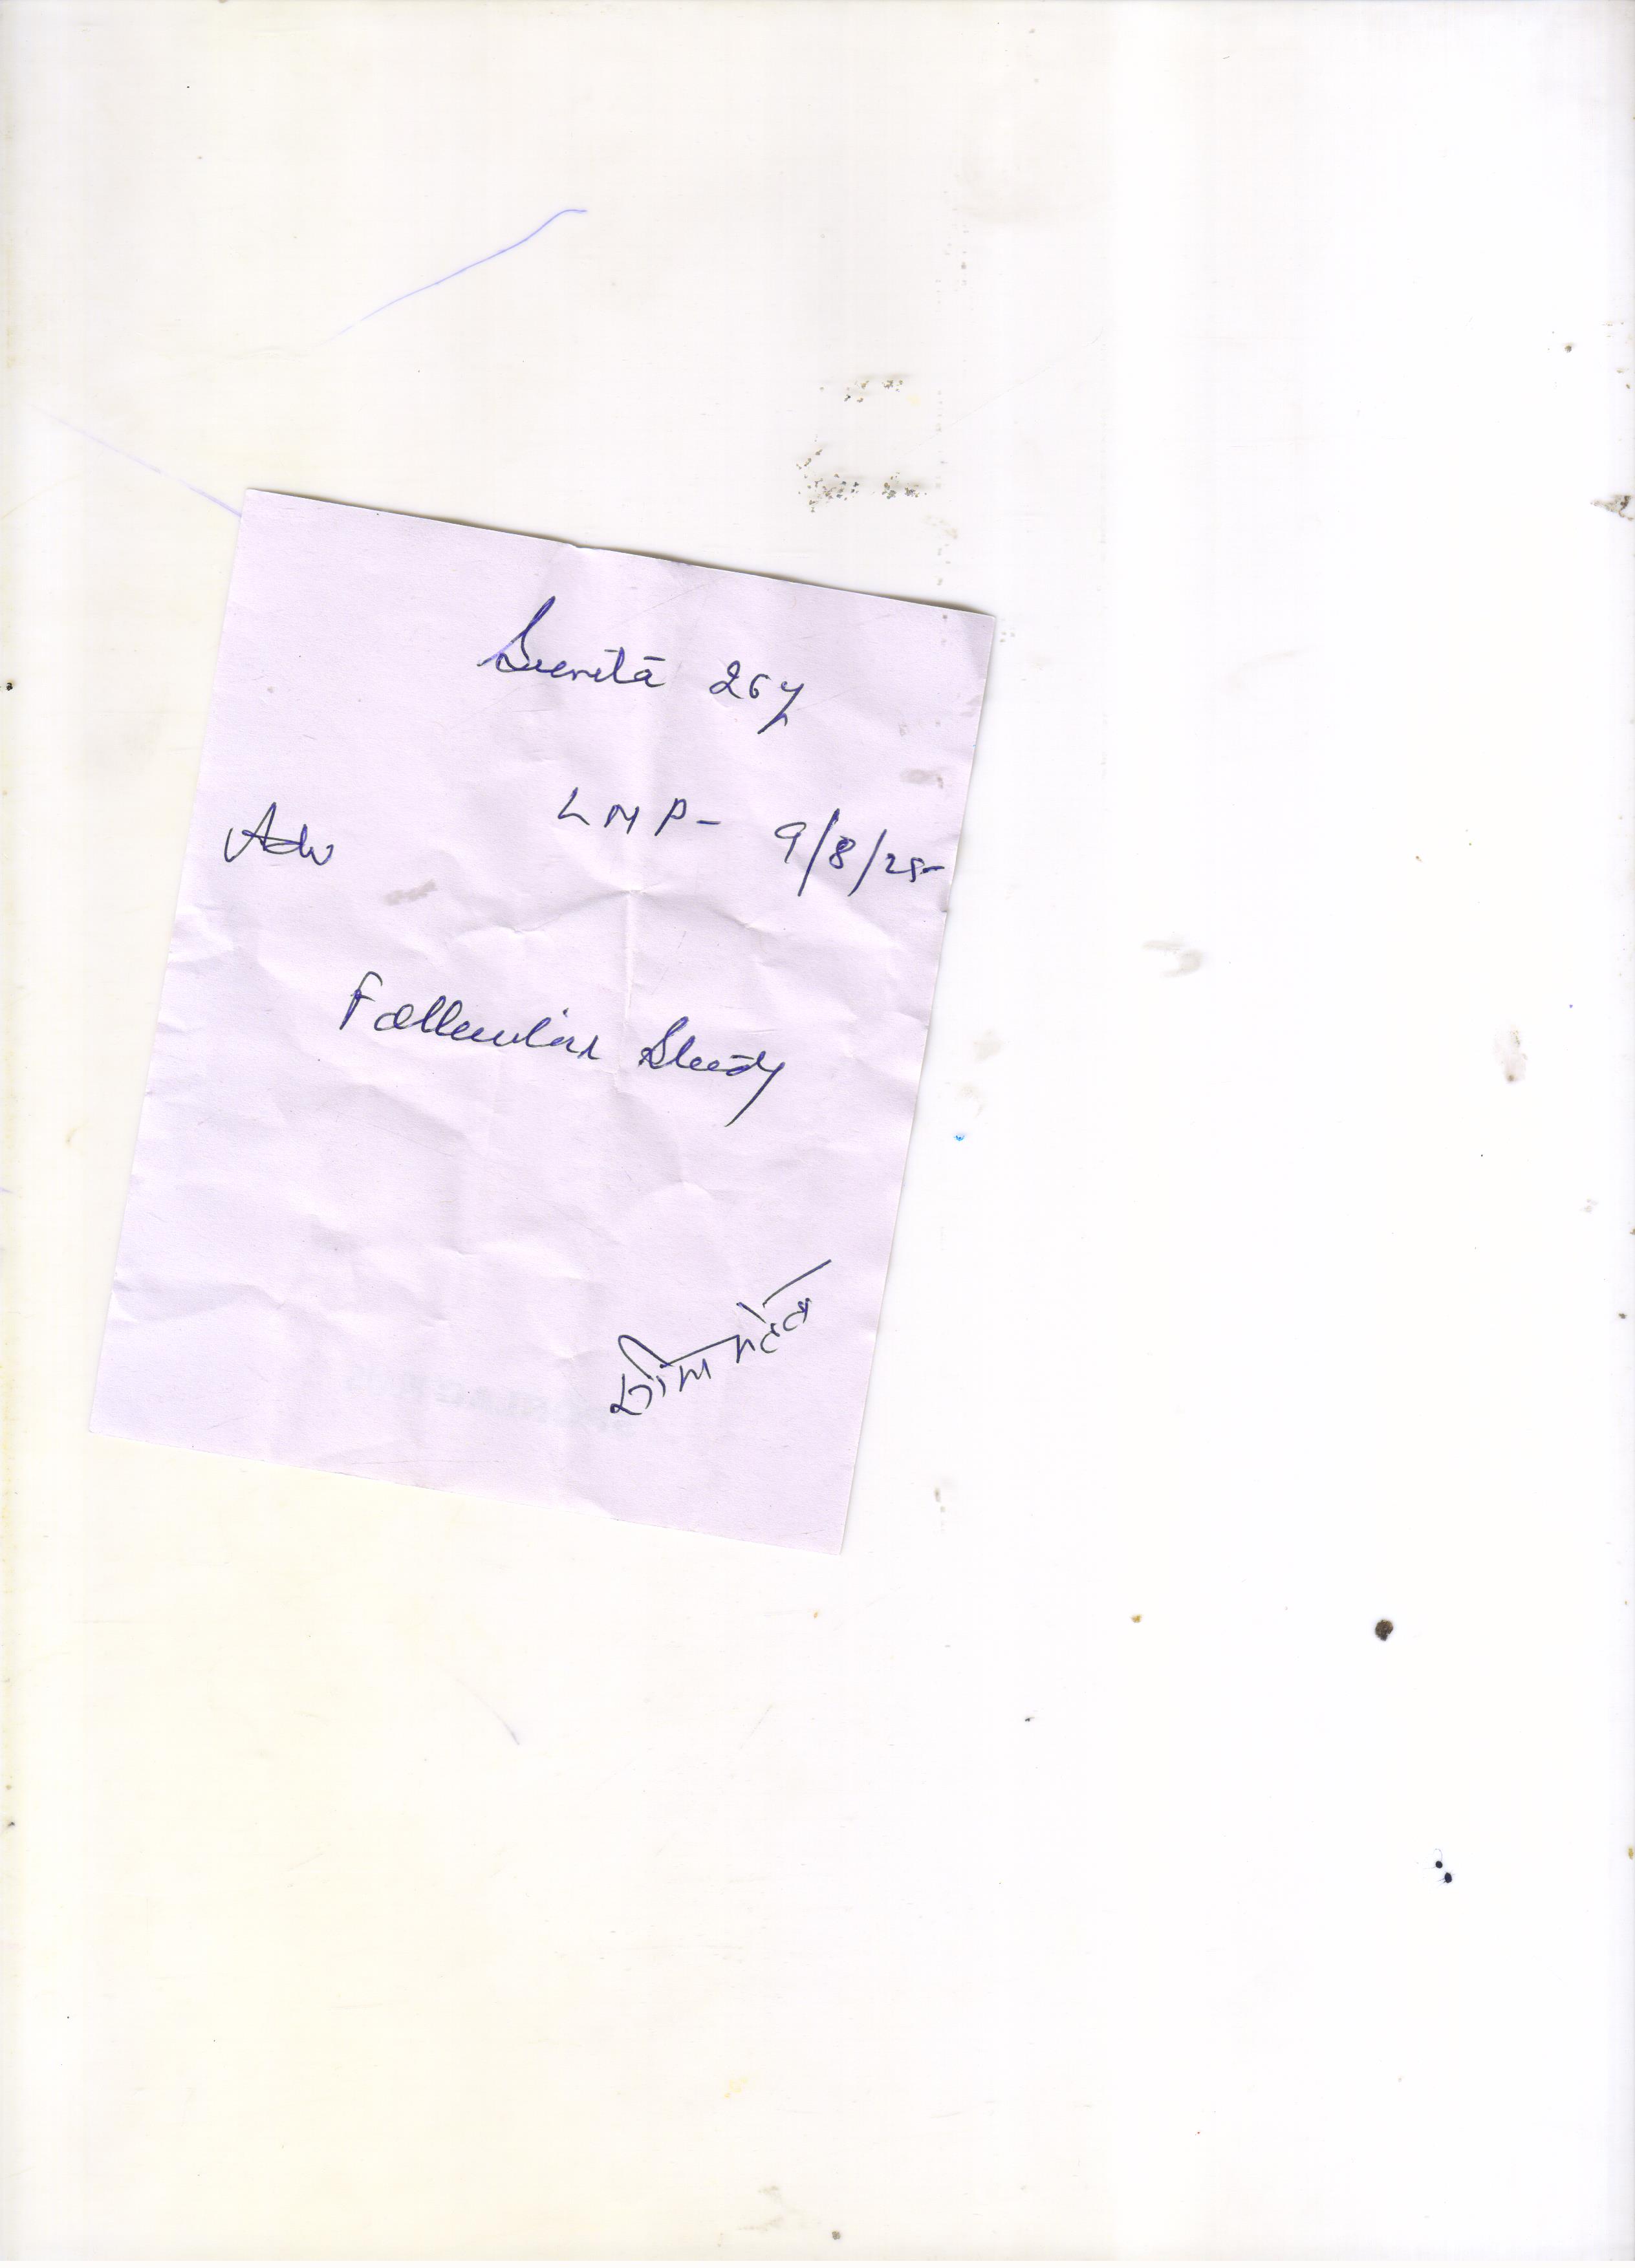 Sunita 26y
LMP - 9/8/25
Adv
Follicular Study